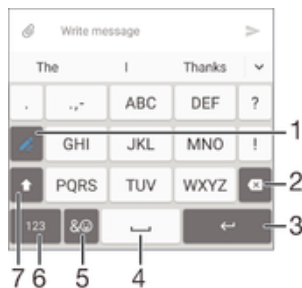 Write message
The I Thanks
. .,- ABC DEF ?
GHI JKL MNO ! 1
PQRS TUV WXYZ 2
123 &☺ 3
7 6 5 4